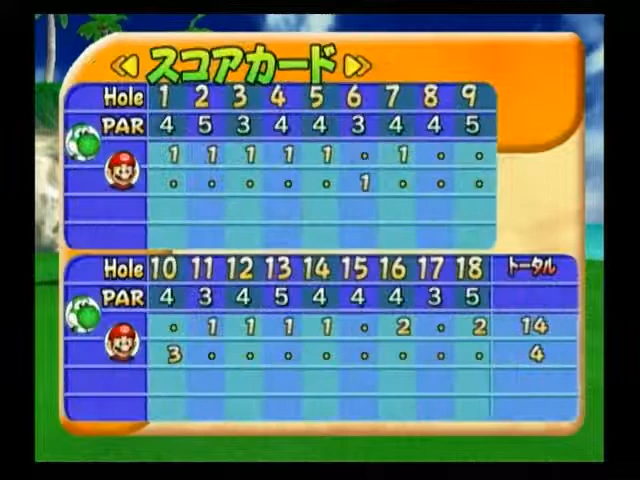 スコアカード
Hole 1 2 3 4 5 6 7 8 9
PAR 4 5 3 4 4 3 4 4 5
1 1 1 1 1 • 1 • •
• • • • • 1 • • •
Hole 10 11 12 13 14 15 16 17 18 トータル
PAR 4 3 4 5 4 4 4 3 5
• 1 1 1 1 • 2 • 2 14
3 • • • • • • • • 4